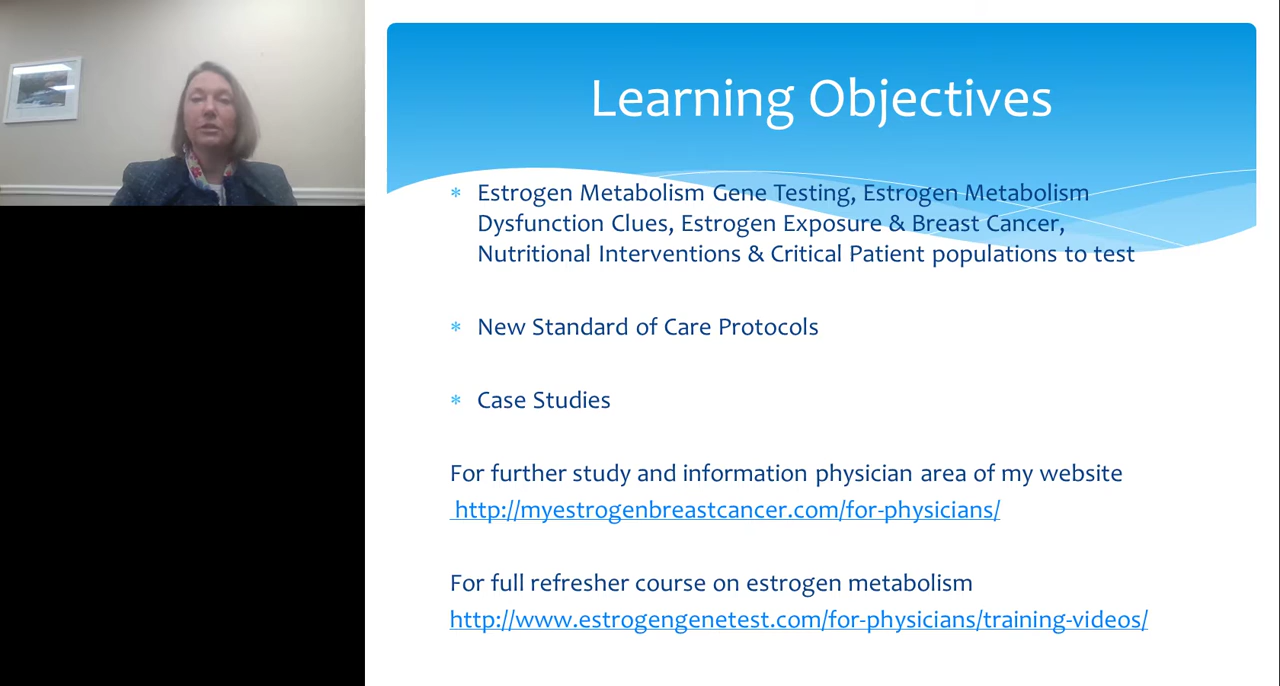 Learning Objectives
* Estrogen Metabolism Gene Testing, Estrogen Metabolism
Dysfunction Clues, Estrogen Exposure & Breast Cancer,
Nutritional Interventions & Critical Patient populations to test
* New Standard of Care Protocols
* Case Studies
For further study and information physician area of my website
http://myestrogenbreastcancer.com/for-physicians/
For full refresher course on estrogen metabolism
http://www.estrogengenetest.com/for-physicians/training-videos/